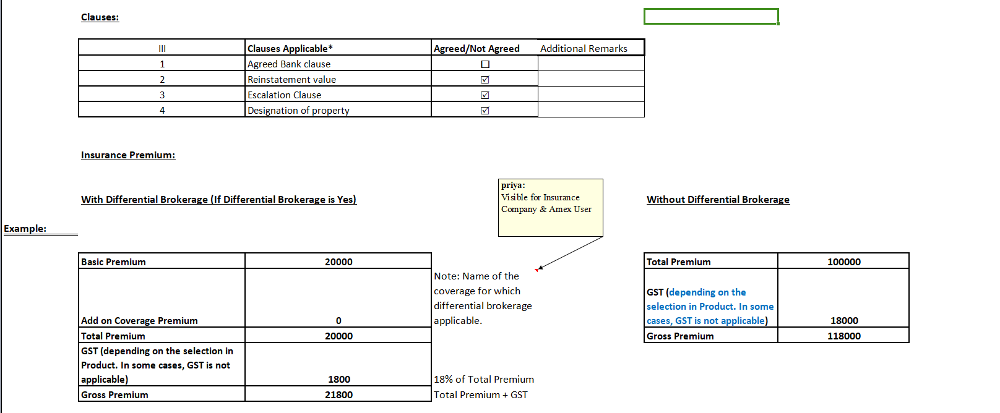 Clauses:
III Clauses Applicable* Agreed/Not Agreed Additional Remarks
1 Agreed Bank clause ☐
2 Reinstatement value ☑
3 Escalation Clause ☑
4 Designation of property ☑
Insurance Premium:
With Differential Brokerage (If Differential Brokerage is Yes)
priya:
Visible for Insurance
Company & Amex User
Without Differential Brokerage
Example:
Basic Premium 20000
Add on Coverage Premium 0
Note: Name of the
coverage for which
differential brokerage
applicable.
Total Premium 20000
GST (depending on the selection in
Product. In some cases, GST is not
applicable) 1800 18% of Total Premium
Gross Premium 21800 Total Premium + GST
Total Premium 100000
GST (depending on the
selection in Product. In some
cases, GST is not applicable) 18000
Gross Premium 118000